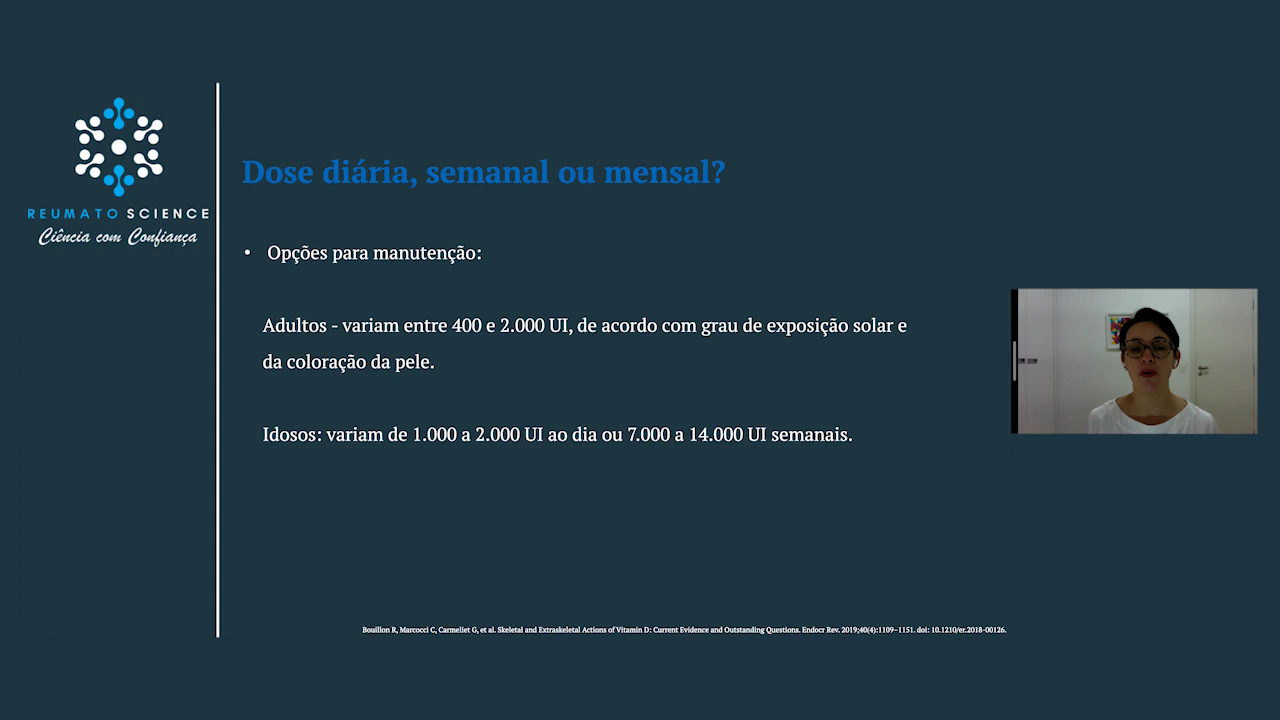 REUMATO SCIENCE
Ciência com Confiança
Dose diária, semanal ou mensal?
• Opções para manutenção:
Adultos - variam entre 400 e 2.000 UI, de acordo com grau de exposição solar e
da coloração da pele.
Idosos: variam de 1.000 a 2.000 UI ao dia ou 7.000 a 14.000 UI semanais.
Bouillon R, Marcocci C, Carmeliet G, et al. Skeletal and Extraskeletal Actions of Vitamin D: Current Evidence and Outstanding Questions. Endocr Rev. 2019;40(4):1109–1151. doi: 10.1210/er.2018-00126.